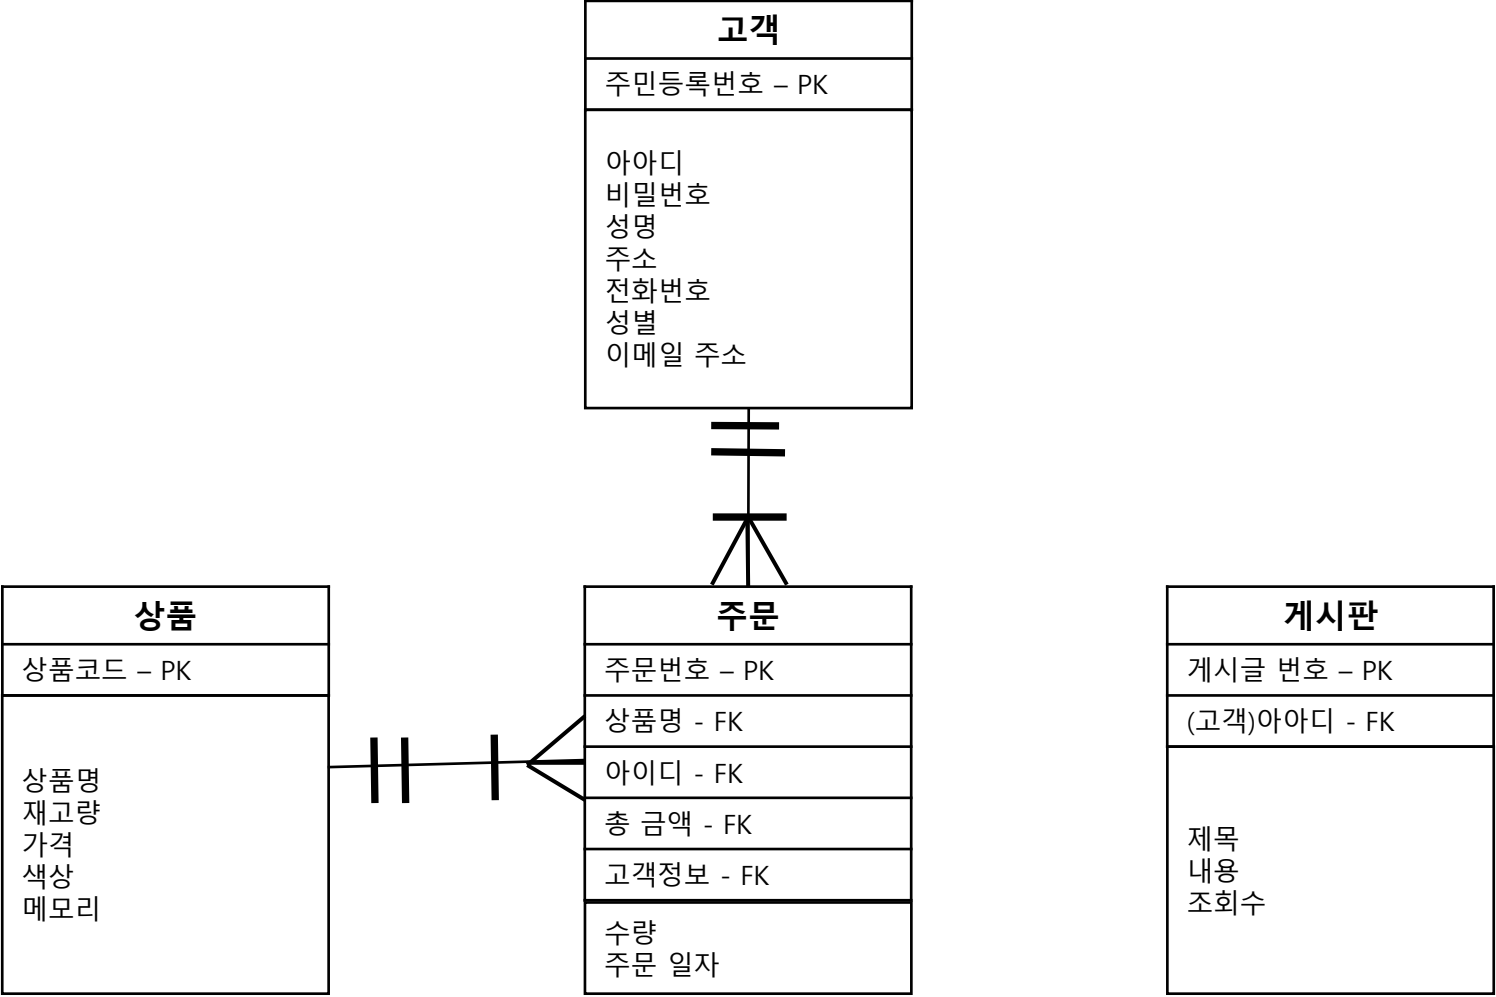 고객
주민등록번호 – PK
아아디
비밀번호
성명
주소
전화번호
성별
이메일 주소
상품
상품코드 – PK
상품명
재고량
가격
색상
메모리
주문
주문번호 – PK
상품명 - FK
아이디 - FK
총 금액 - FK
고객정보 - FK
수량
주문 일자
게시판
게시글 번호 – PK
(고객)아아디 - FK
제목
내용
조회수